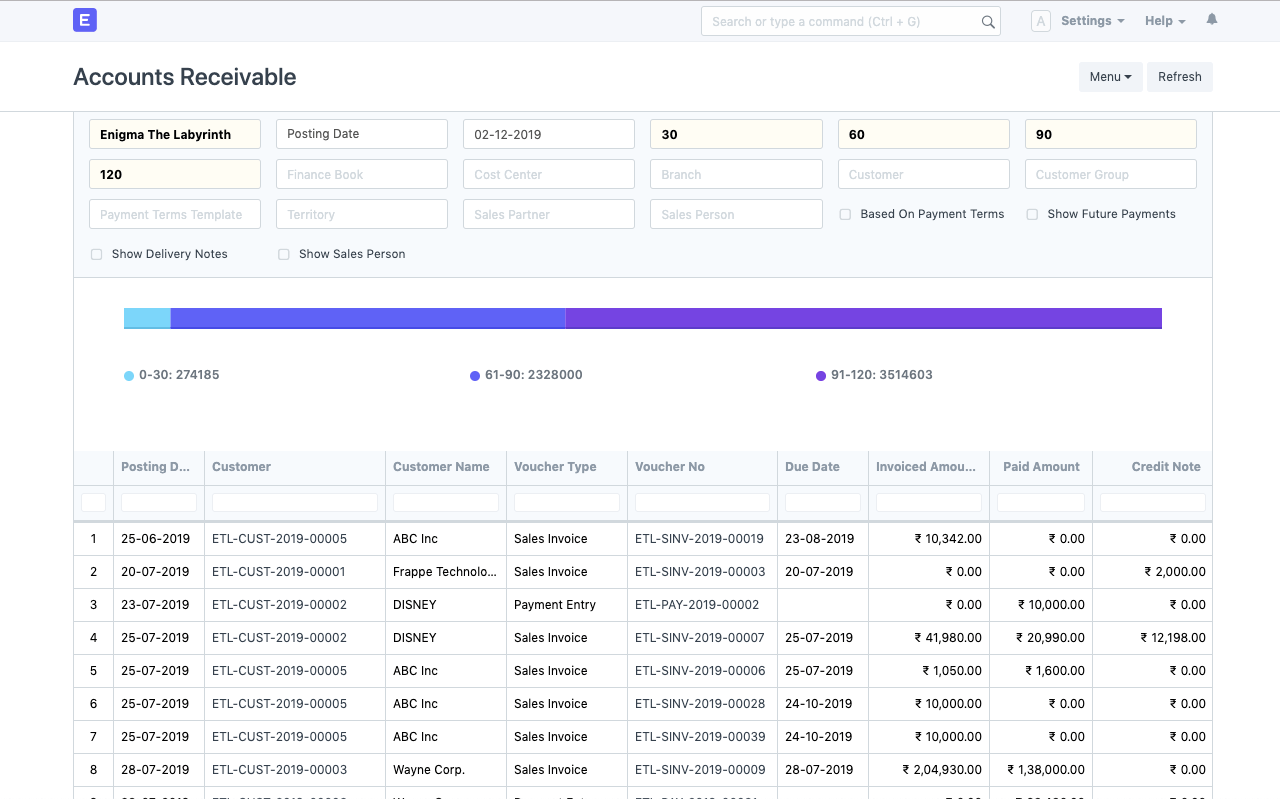 E
Search or type a command (Ctrl + G)
A Settings Help
Accounts Receivable
Menu Refresh
Enigma The Labyrinth Posting Date 02-12-2019 30 60 90
120 Finance Book Cost Center Branch Customer Customer Group
Payment Terms Template Territory Sales Partner Sales Person Based On Payment Terms Show Future Payments
Show Delivery Notes Show Sales Person
0-30: 274185 61-90: 2328000 91-120: 3514603
Posting D... Customer Customer Name Voucher Type Voucher No Due Date Invoiced Amou... Paid Amount Credit Note
1 25-06-2019 ETL-CUST-2019-00005 ABC Inc Sales Invoice ETL-SINV-2019-00019 23-08-2019 ₹ 10,342.00 ₹ 0.00 ₹ 0.00
2 20-07-2019 ETL-CUST-2019-00001 Frappe Technolo... Sales Invoice ETL-SINV-2019-00003 20-07-2019 ₹ 0.00 ₹ 0.00 ₹ 2,000.00
3 23-07-2019 ETL-CUST-2019-00002 DISNEY Payment Entry ETL-PAY-2019-00002 ₹ 0.00 ₹ 10,000.00 ₹ 0.00
4 25-07-2019 ETL-CUST-2019-00002 DISNEY Sales Invoice ETL-SINV-2019-00007 25-07-2019 ₹ 41,980.00 ₹ 20,990.00 ₹ 12,198.00
5 25-07-2019 ETL-CUST-2019-00005 ABC Inc Sales Invoice ETL-SINV-2019-00006 25-07-2019 ₹ 1,050.00 ₹ 1,600.00 ₹ 0.00
6 25-07-2019 ETL-CUST-2019-00005 ABC Inc Sales Invoice ETL-SINV-2019-00028 24-10-2019 ₹ 10,000.00 ₹ 0.00 ₹ 0.00
7 25-07-2019 ETL-CUST-2019-00005 ABC Inc Sales Invoice ETL-SINV-2019-00039 24-10-2019 ₹ 10,000.00 ₹ 0.00 ₹ 0.00
8 28-07-2019 ETL-CUST-2019-00003 Wayne Corp. Sales Invoice ETL-SINV-2019-00009 28-07-2019 ₹ 2,04,930.00 ₹ 1,38,000.00 ₹ 0.00